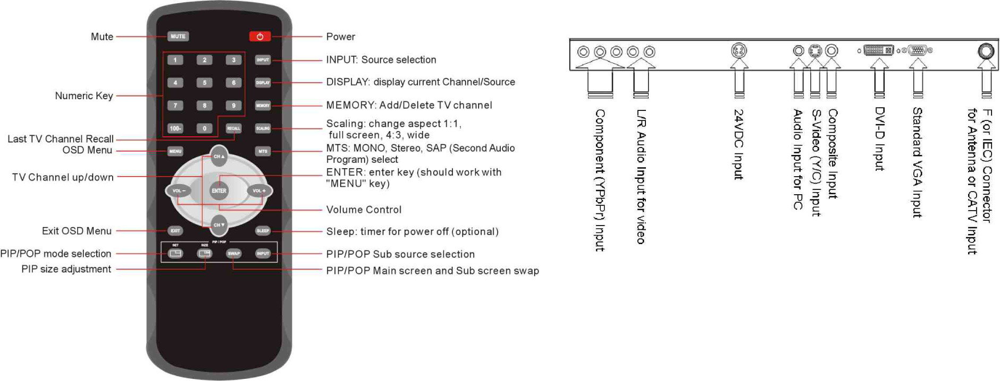 Mute
Numeric Key
Last TV Channel Recall
OSD Menu
TV Channel up/down
Exit OSD Menu
PIP/POP mode selection
PIP size adjustment
MUTE
1 2 3 INPUT
4 5 6 DISPLAY
7 8 9 MEMORY
100- 0 RECALL SCALING
MENU CH▲ MTS
VOL − ENTER VOL +
EXIT CH▼ SLEEP
PIP / POP
SET SIZE
SWAP INPUT
Power
INPUT: Source selection
DISPLAY: display current Channel/Source
MEMORY: Add/Delete TV channel
Scaling: change aspect 1:1,
full screen, 4:3, wide
MTS: MONO, Stereo, SAP (Second Audio
Program) select
ENTER: enter key (should work with
"MENU" key)
Volume Control
Sleep: timer for power off (optional)
PIP/POP Sub source selection
PIP/POP Main screen and Sub screen swap
Component (YPbPr) Input
L/R Audio Input for video
24VDC Input
Audio Input for PC
S-Video (Y/C) Input
Composite Input
DVI-D Input
Standard VGA Input
F (or IEC) Connector
for Antenna or CATV Input